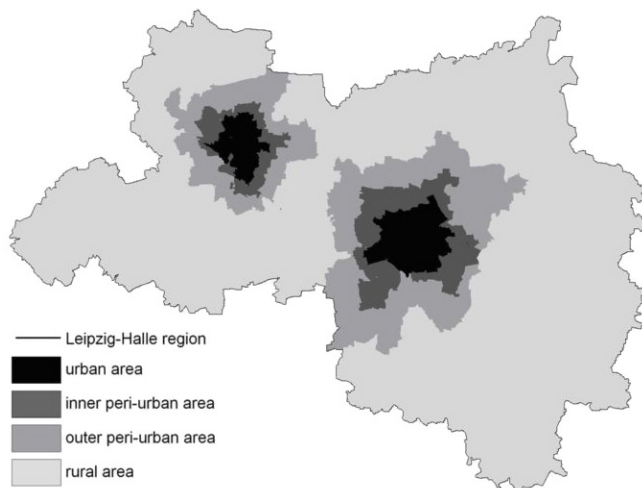 Leipzig-Halle region
urban area
inner peri-urban area
outer peri-urban area
rural area